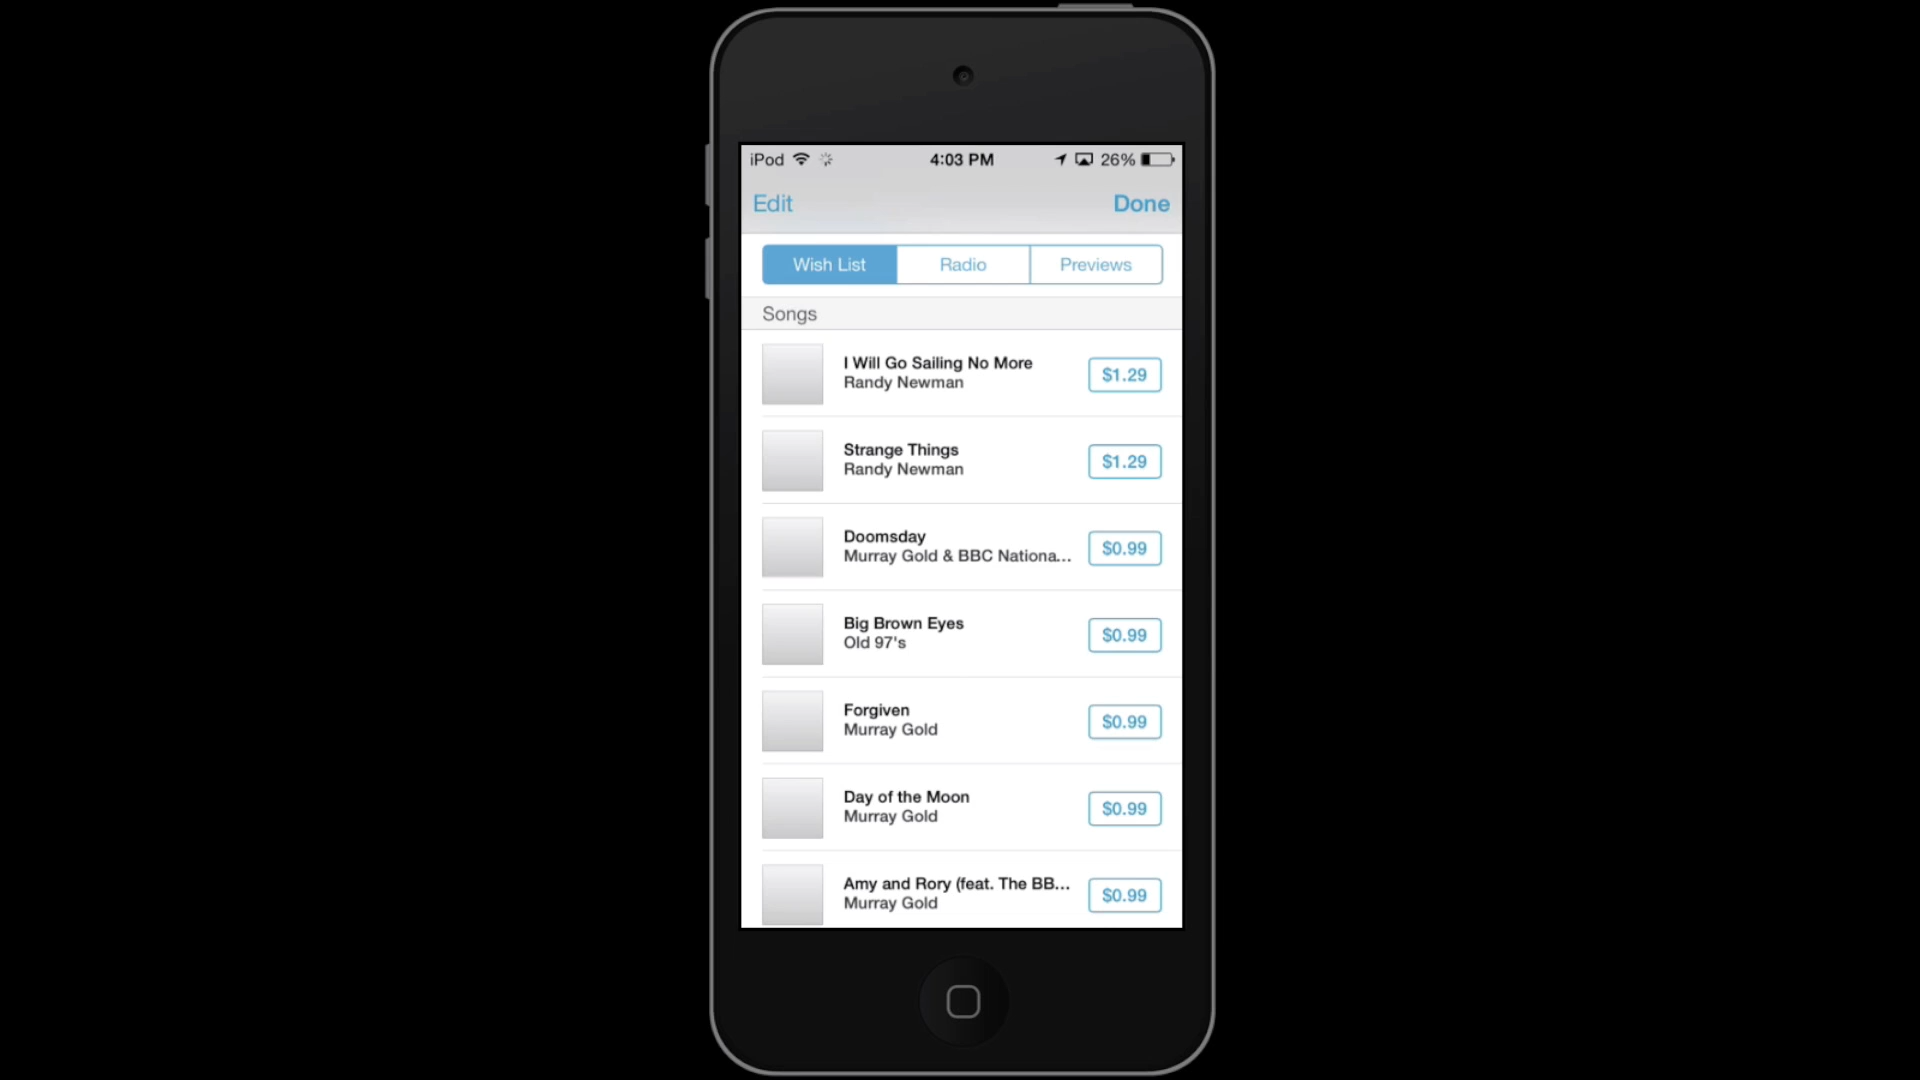 iPod 4:03 PM 26%
Edit Done
Wish List Radio Previews
Songs
I Will Go Sailing No More
Randy Newman
$1.29
Strange Things
Randy Newman
$1.29
Doomsday
Murray Gold & BBC Nationa...
$0.99
Big Brown Eyes
Old 97's
$0.99
Forgiven
Murray Gold
$0.99
Day of the Moon
Murray Gold
$0.99
Amy and Rory (feat. The BB...
Murray Gold
$0.99